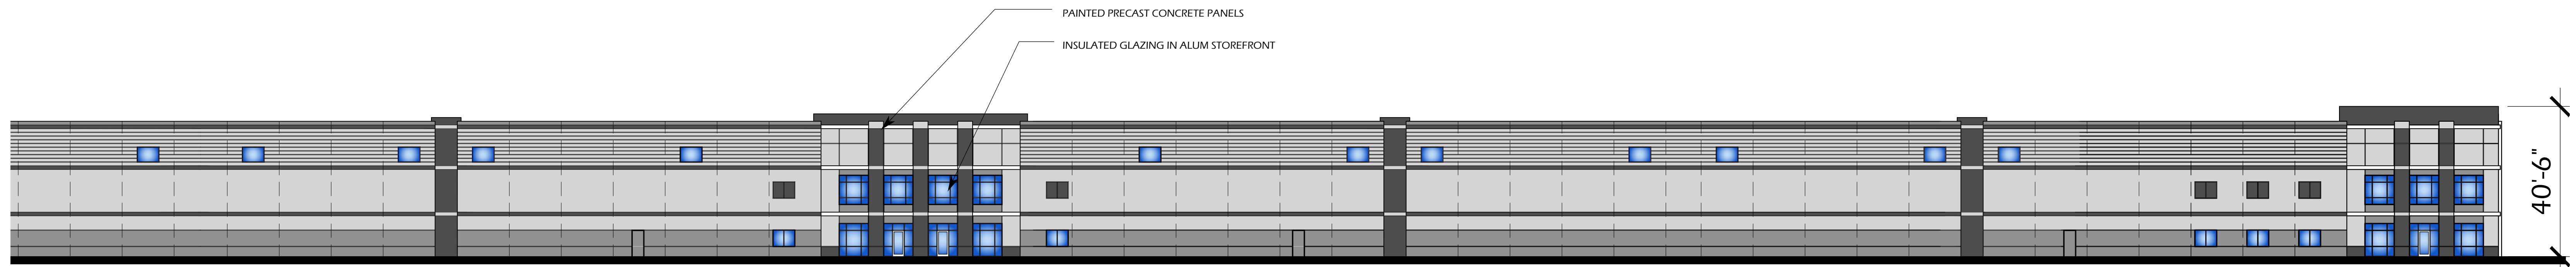 PAINTED PRECAST CONCRETE PANELS
INSULATED GLAZING IN ALUM STOREFRONT
40'-6"